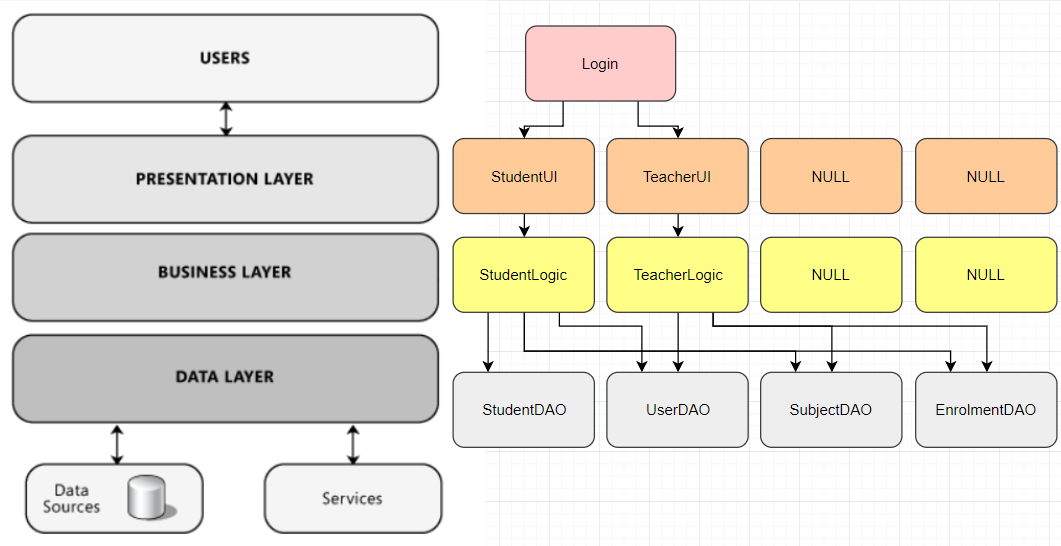 USERS
Login
PRESENTATION LAYER
StudentUI
TeacherUI
NULL
NULL
BUSINESS LAYER
StudentLogic
TeacherLogic
NULL
NULL
DATA LAYER
StudentDAO
UserDAO
SubjectDAO
EnrolmentDAO
Data
Sources
Services